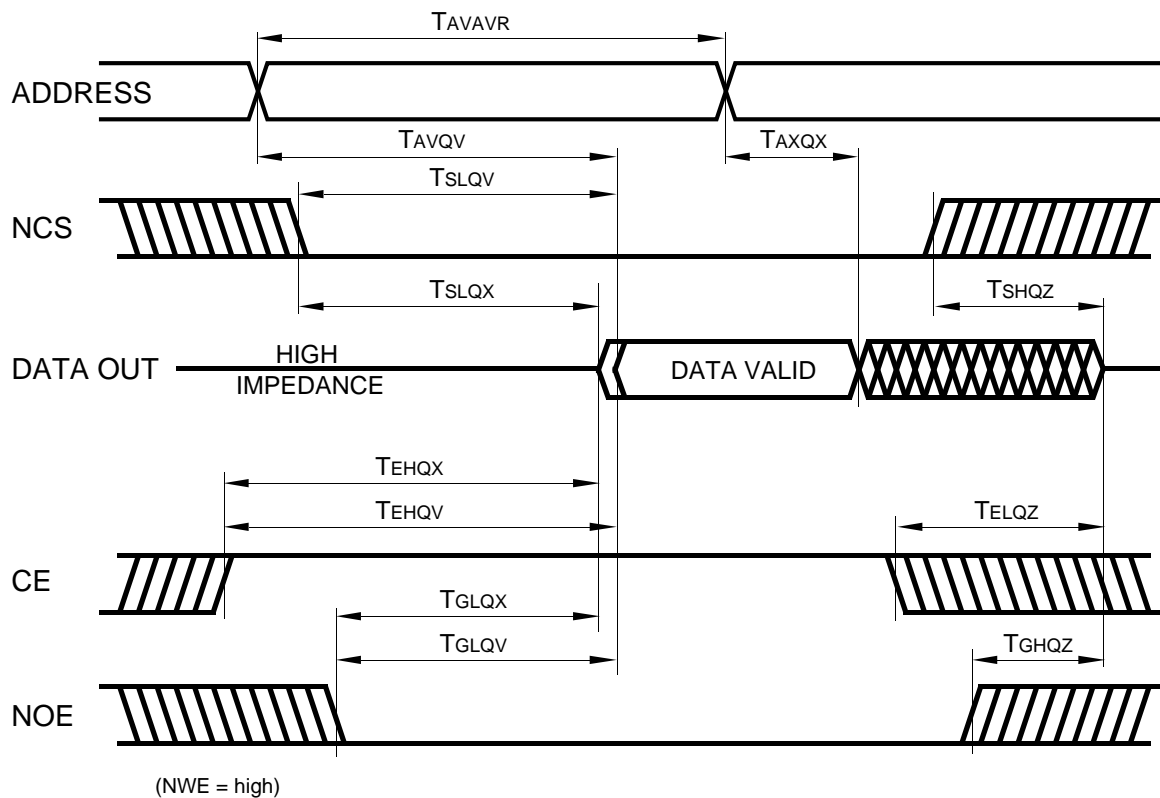 TAVAVR
ADDRESS
TAVQV
TAXQX
TSLQV
NCS
TSLQX
TSHQZ
DATA OUT
HIGH
IMPEDANCE
DATA VALID
TEHQX
TEHQV
TELQZ
CE
TGLQX
TGLQV
TGHQZ
NOE
(NWE = high)